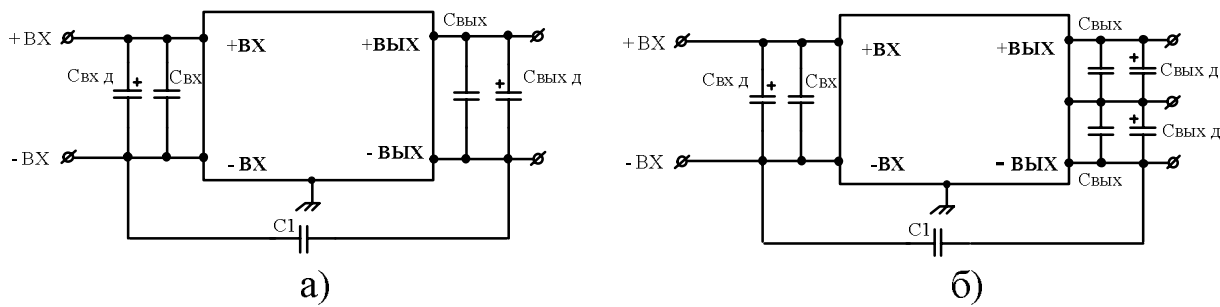 Свых
+ВХ
+ВХ
+ВЫХ
Свх д
+
Свх
+
Свых д
-ВХ
-ВХ
- ВЫХ
С1
а)
Свых
+ВХ
+ВХ
+ВЫХ
Свх д
+
Свх
+
Свых д
+
Свых д
-ВХ
-ВХ
- ВЫХ
Свых
С1
б)